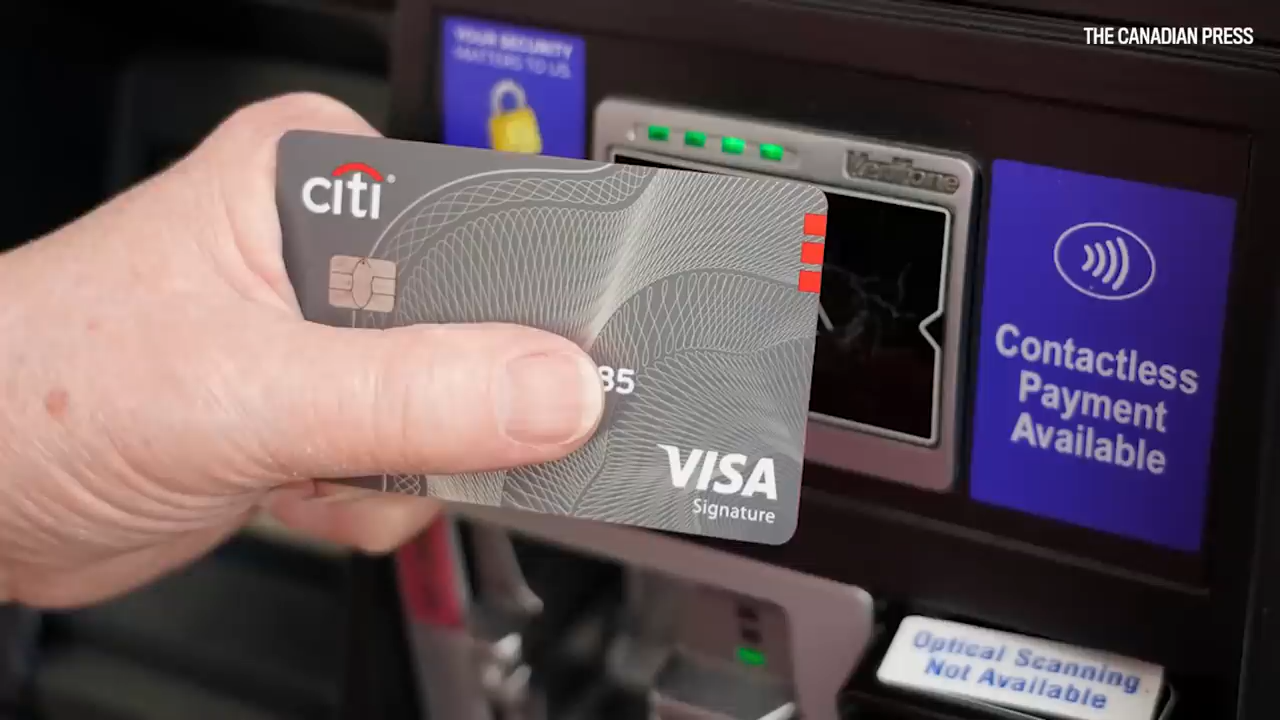 THE CANADIAN PRESS
YOUR SECURITY
MATTERS TO US
citi
Verifone
85
VISA
Signature
Contactless
Payment
Available
Optical Scanning
Not Available